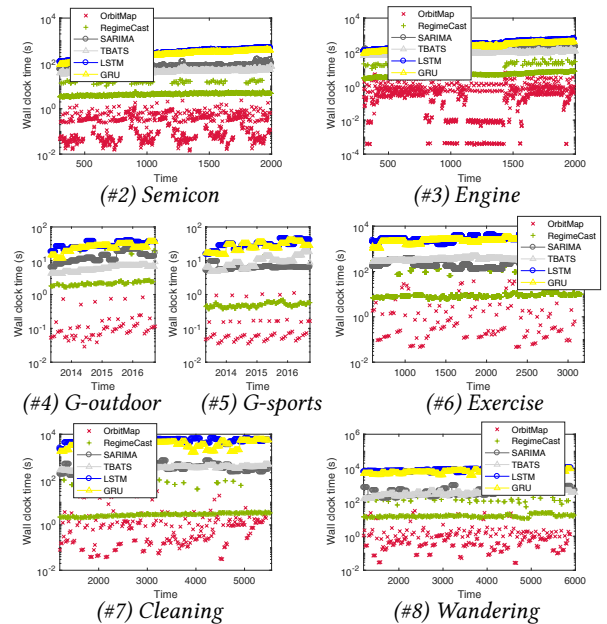 OrbitMap
RegimeCast
SARIMA
TBATS
LSTM
GRU
Wall clock time (s)
10^4
10^2
10^0
10^-2
500 1000 1500 2000
Time
(#2) Semicon
OrbitMap
RegimeCast
SARIMA
TBATS
LSTM
GRU
Wall clock time (s)
10^4
10^2
10^0
10^-2
10^-4
500 1000 1500 2000
Time
(#3) Engine
Wall clock time (s)
10^2
10^1
10^0
10^-1
10^-2
2014 2015 2016
Time
(#4) G-outdoor
Wall clock time (s)
10^2
10^0
10^-2
2014 2015 2016
Time
(#5) G-sports
OrbitMap
RegimeCast
SARIMA
TBATS
LSTM
GRU
Wall clock time (s)
10^4
10^2
10^0
10^-2
1000 1500 2000 2500 3000
Time
(#6) Exercise
OrbitMap
RegimeCast
SARIMA
TBATS
LSTM
GRU
Wall clock time (s)
10^4
10^2
10^0
10^-2
2000 3000 4000 5000
Time
(#7) Cleaning
OrbitMap
RegimeCast
SARIMA
TBATS
LSTM
GRU
Wall clock time (s)
10^6
10^4
10^2
10^0
10^-2
2000 3000 4000 5000 6000
Time
(#8) Wandering